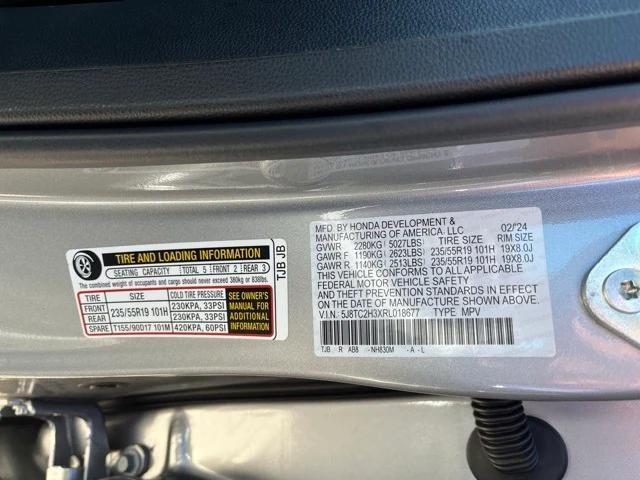 TIRE AND LOADING INFORMATION
SEATING CAPACITY TOTAL 5 FRONT 2 REAR 3
The combined weight of occupants and cargo should never exceed 380kg or 838lbs.
TIRE SIZE COLD TIRE PRESSURE
FRONT 235/55R19 101H 230KPA, 33PSI
REAR 230KPA, 33PSI
SPARE T155/90D17 101M 420KPA, 60PSI
SEE OWNER'S
MANUAL FOR
ADDITIONAL
INFORMATION
TJB JB
MFD. BY HONDA DEVELOPMENT &
MANUFACTURING OF AMERICA, LLC 02/'24
GVWR 2280KG 5027LBS TIRE SIZE RIM SIZE
GAWR F 1190KG 2623LBS 235/55R19 101H 19X8.0J
GAWR R 1140KG 2513LBS 235/55R19 101H 19X8.0J
THIS VEHICLE CONFORMS TO ALL APPLICABLE
FEDERAL MOTOR VEHICLE SAFETY
AND THEFT PREVENTION STANDARDS IN EFFECT
ON THE DATE OF MANUFACTURE SHOWN ABOVE.
V.I.N: 5J8TC2H3XRL018677 TYPE: MPV
TJB R AB8 -NH830M -A -L